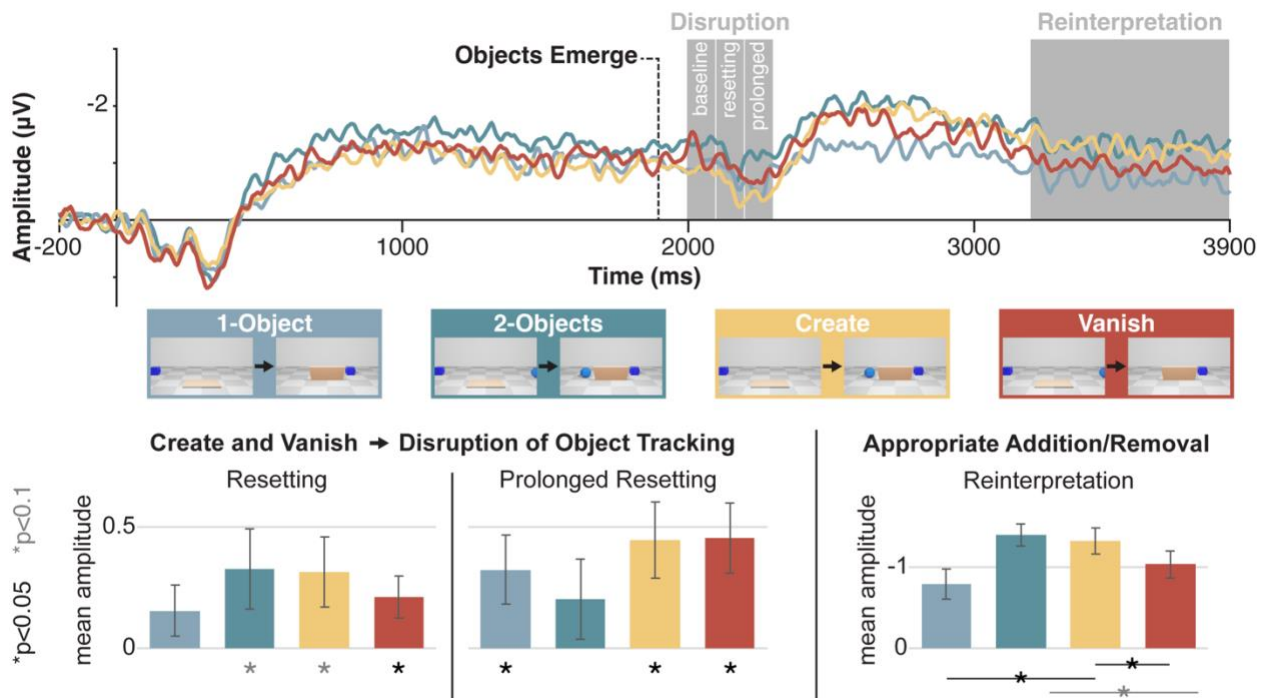 Disruption
Reinterpretation
Objects Emerge
baseline
resetting
prolonged
-2
Amplitude (µV)
-200
1000
2000
3000
3900
Time (ms)
1-Object
2-Objects
Create
Vanish
Create and Vanish → Disruption of Object Tracking
Appropriate Addition/Removal
Resetting
Prolonged Resetting
Reinterpretation
*p<0.05 *p<0.1
mean amplitude
0.5
0
* * *
* * *
mean amplitude
-1
0
*
*
*